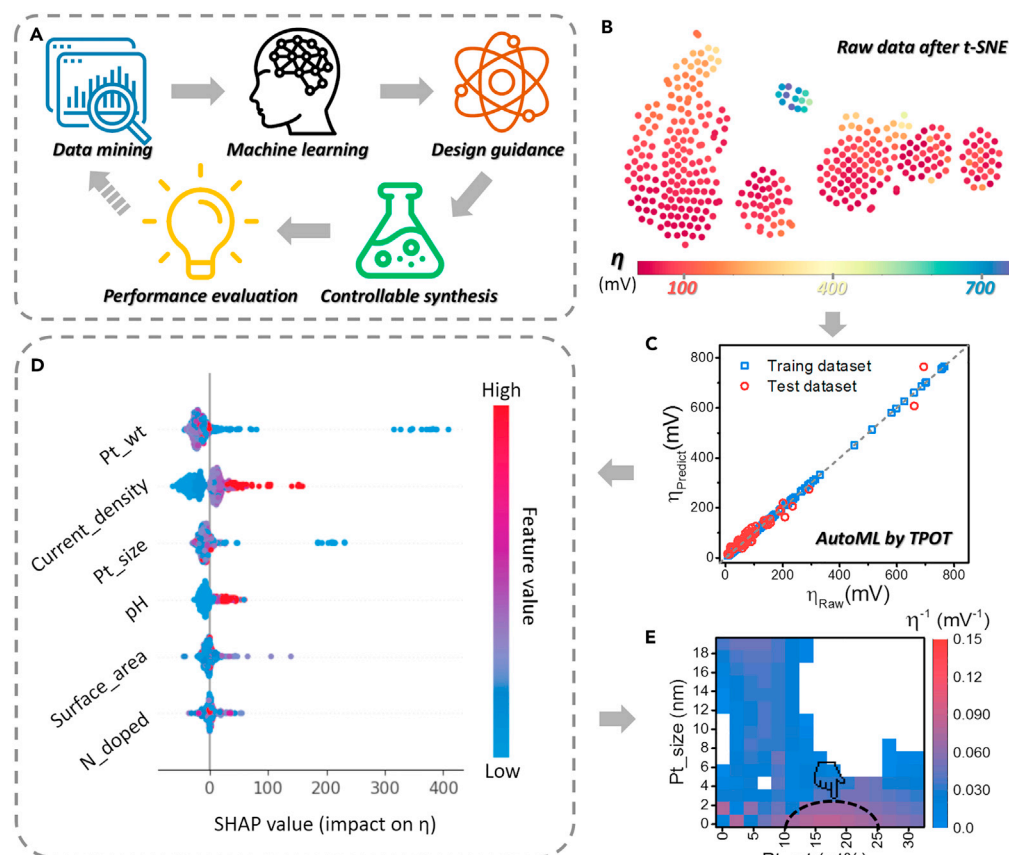 A
Data mining
Machine learning
Design guidance
Performance evaluation
Controllable synthesis
B
Raw data after t-SNE
η
(mV)
100
400
700
C
Traing dataset
Test dataset
800
600
400
200
0
η_Predict (mV)
AutoML by TPOT
0 200 400 600 800
η_Raw(mV)
D
High
Pt_wt
Current_density
Pt_size
pH
Surface_area
N_doped
Feature value
Low
0 100 200 300 400
SHAP value (impact on η)
E
η⁻¹ (mV⁻¹)
Pt_size (nm)
18
16
14
12
10
8
6
4
2
0
0 5 10 15 20 25 30
0.15
0.12
0.090
0.060
0.030
0.0